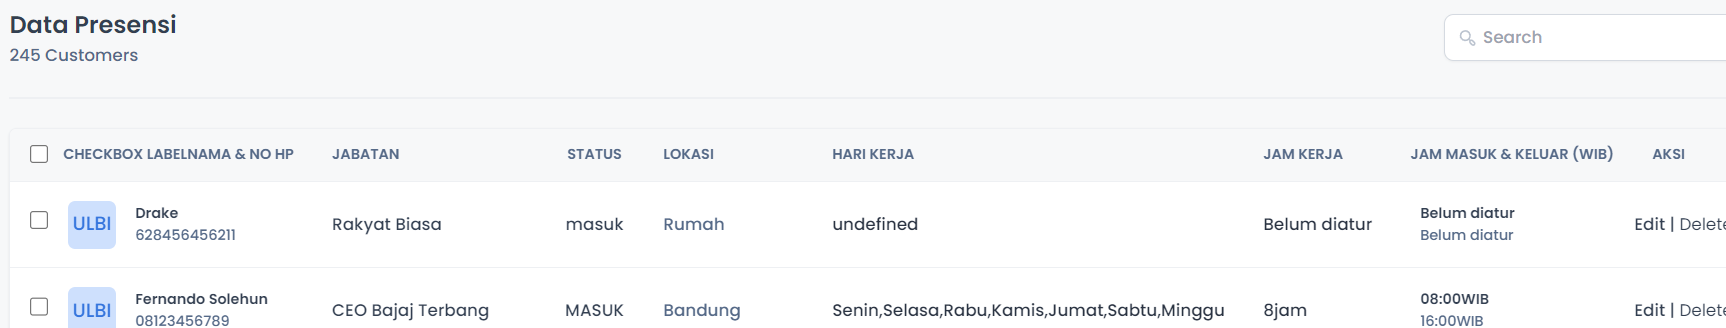 Data Presensi
245 Customers
Search
CHECKBOX LABELNAMA & NO HP JABATAN STATUS LOKASI HARI KERJA JAM KERJA JAM MASUK & KELUAR (WIB) AKSI
ULBI Drake Rakyat Biasa masuk Rumah undefined Belum diatur Belum diatur Edit | Delete
628456456211 Belum diatur
ULBI Fernando Solehun CEO Bajaj Terbang MASUK Bandung Senin,Selasa,Rabu,Kamis,Jumat,Sabtu,Minggu 8jam 08:00WIB Edit | Delete
08123456789 16:00WIB